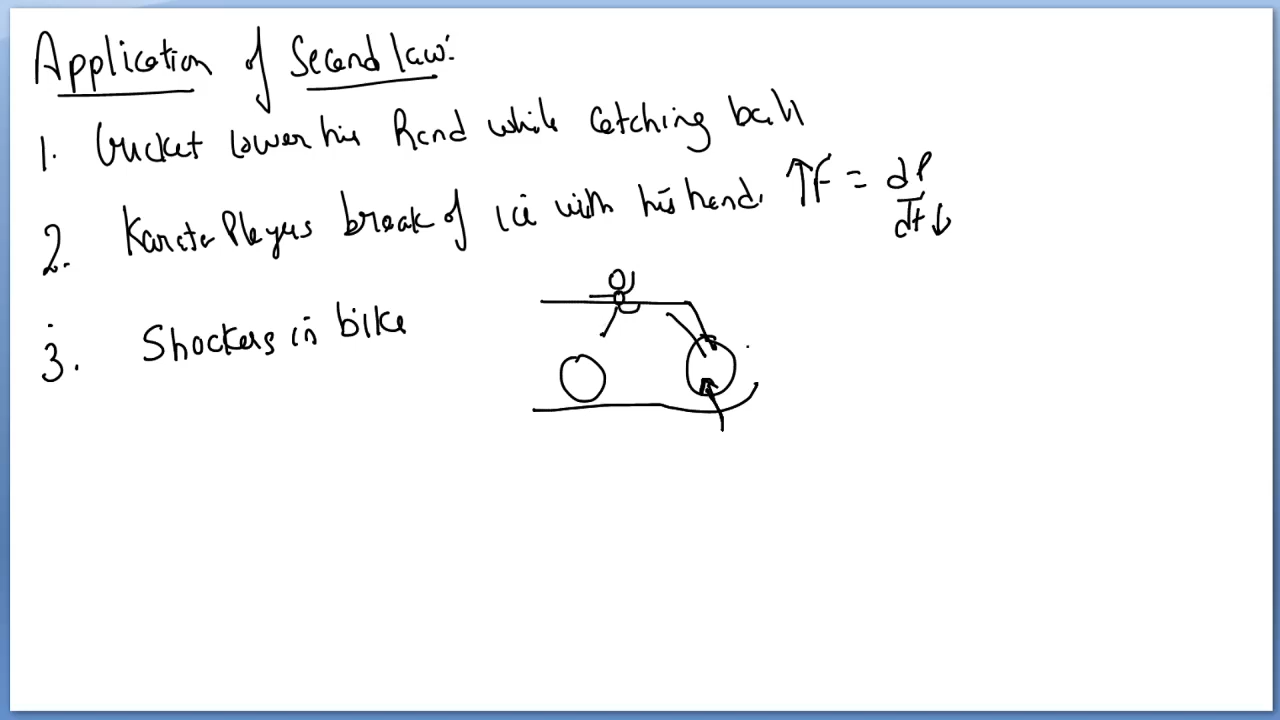 Application of Second law:
1. Cricket lower his Hand while Catching ball
2. Karate Players break of ice with his hand. ↑F = dP/dt↓
3. Shockers in bike